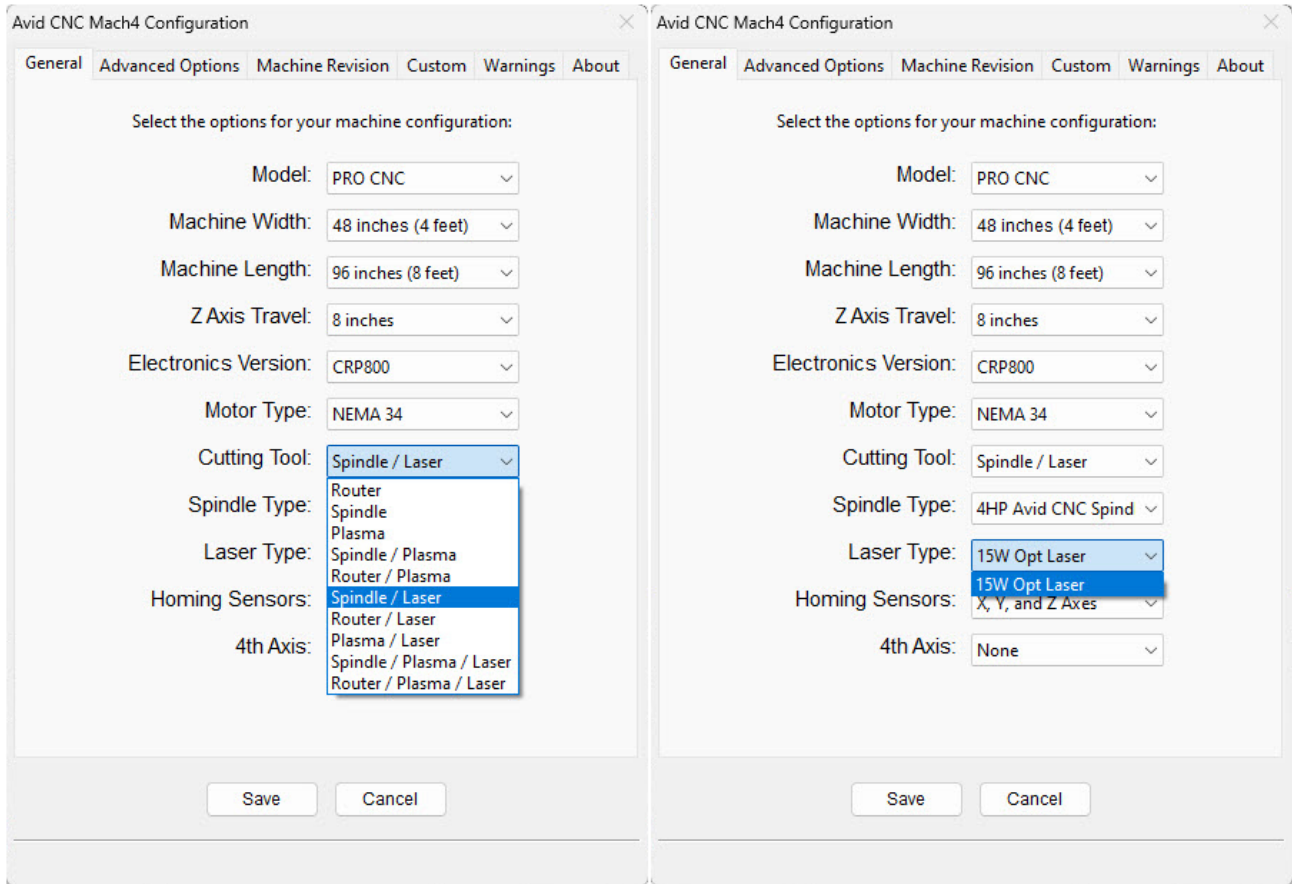 Avid CNC Mach4 Configuration
General Advanced Options Machine Revision Custom Warnings About
Select the options for your machine configuration:
Model: PRO CNC
Machine Width: 48 inches (4 feet)
Machine Length: 96 inches (8 feet)
Z Axis Travel: 8 inches
Electronics Version: CRP800
Motor Type: NEMA 34
Cutting Tool: Spindle / Laser
Router
Spindle Type: Spindle
Plasma
Laser Type: Spindle / Plasma
Router / Plasma
Homing Sensors: Spindle / Laser
Router / Laser
4th Axis: Plasma / Laser
Spindle / Plasma / Laser
Router / Plasma / Laser
Save Cancel
Avid CNC Mach4 Configuration
General Advanced Options Machine Revision Custom Warnings About
Select the options for your machine configuration:
Model: PRO CNC
Machine Width: 48 inches (4 feet)
Machine Length: 96 inches (8 feet)
Z Axis Travel: 8 inches
Electronics Version: CRP800
Motor Type: NEMA 34
Cutting Tool: Spindle / Laser
Spindle Type: 4HP Avid CNC Spind
Laser Type: 15W Opt Laser
15W Opt Laser
Homing Sensors: X, Y, and Z Axes
4th Axis: None
Save Cancel